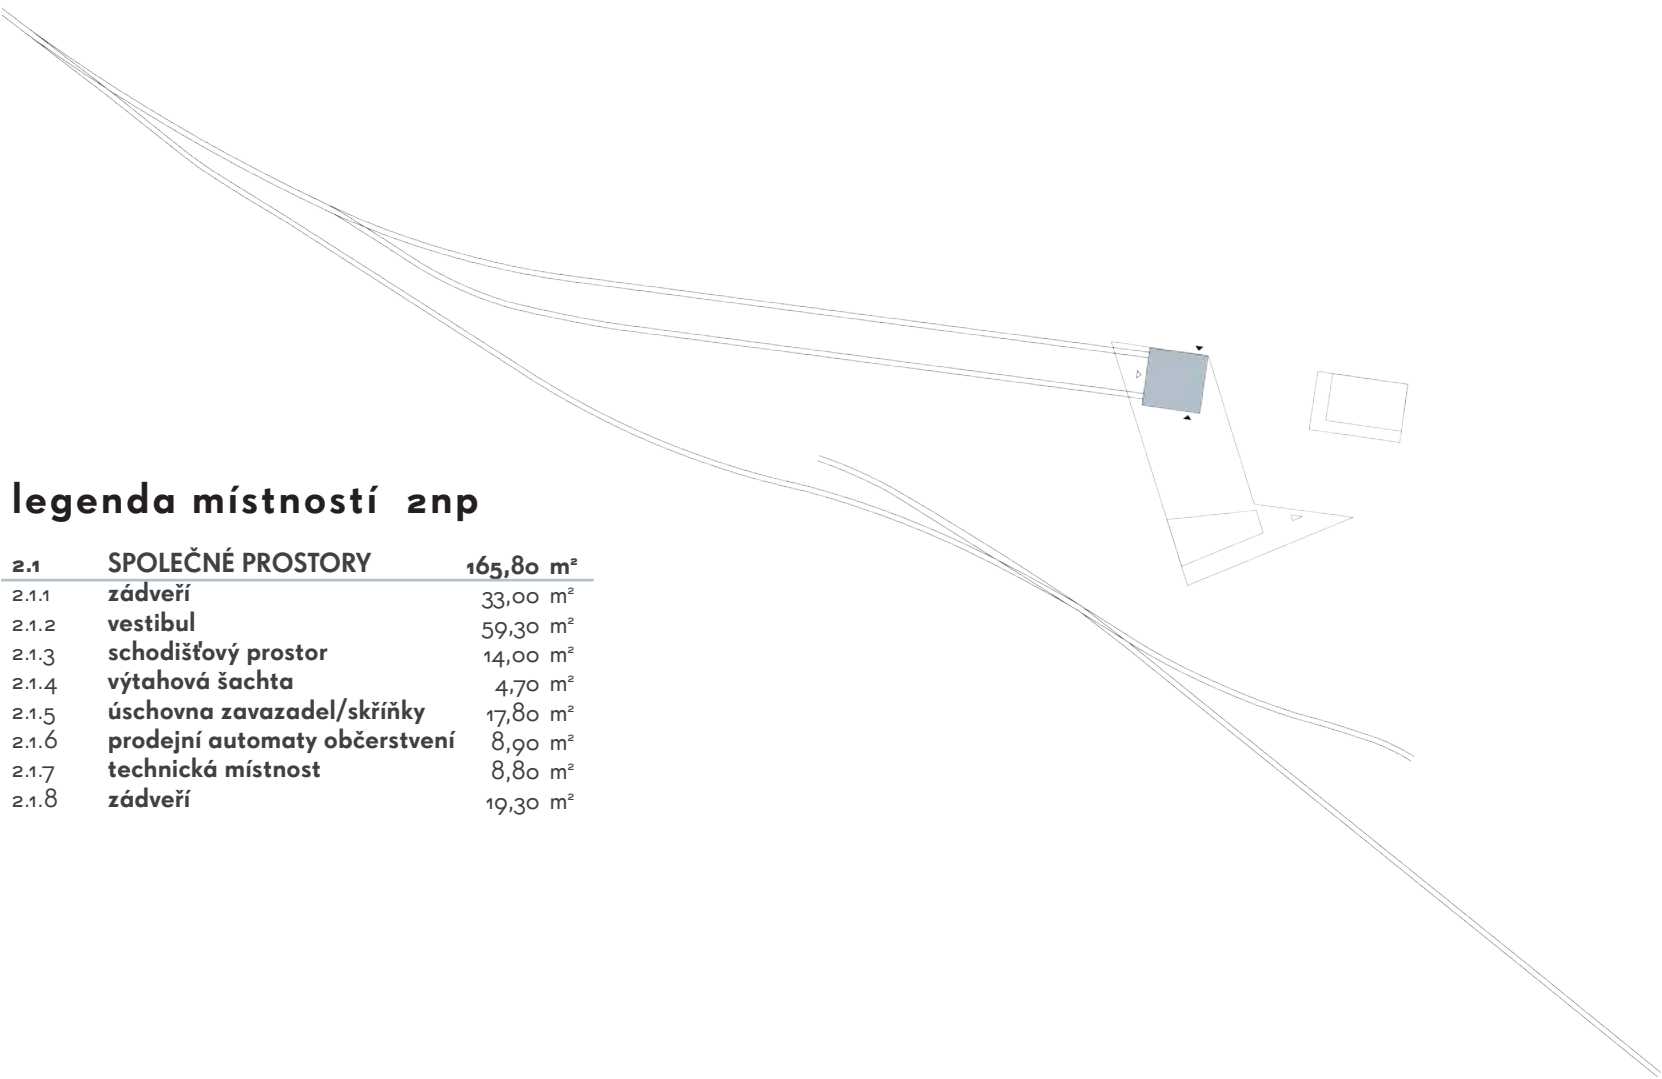 legenda místností 2np
2.1 SPOLEČNÉ PROSTORY 165,80 m²
2.1.1 zádveří 33,00 m²
2.1.2 vestibul 59,30 m²
2.1.3 schodišťový prostor 14,00 m²
2.1.4 výtahová šachta 4,70 m²
2.1.5 úschovna zavazadel/skříňky 17,80 m²
2.1.6 prodejní automaty občerstvení 8,90 m²
2.1.7 technická místnost 8,80 m²
2.1.8 zádveří 19,30 m²